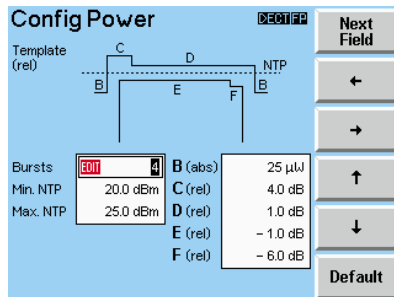 Config Power DECT FP
Template
(rel)
C
D
NTP
B
E
F
B
Bursts EDIT 4
Min. NTP 20.0 dBm
Max. NTP 25.0 dBm
B (abs) 25 µW
C (rel) 4.0 dB
D (rel) 1.0 dB
E (rel) – 1.0 dB
F (rel) – 6.0 dB
Next
Field
←
→
↑
↓
Default